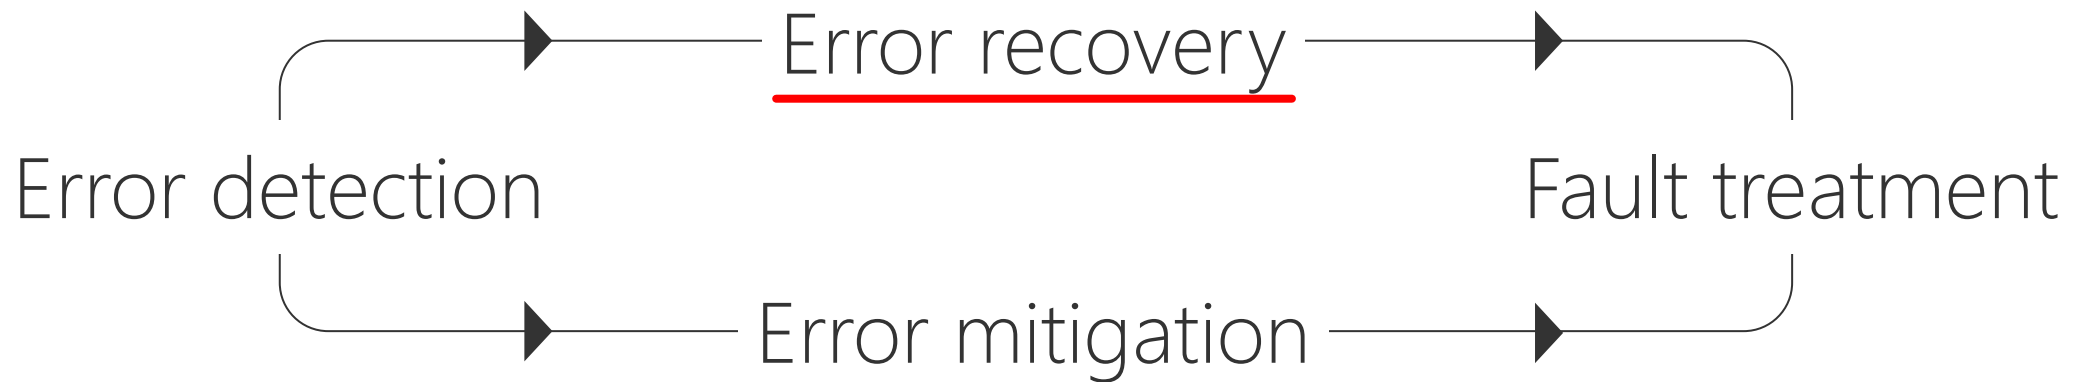 Error recovery
Error detection
Fault treatment
Error mitigation